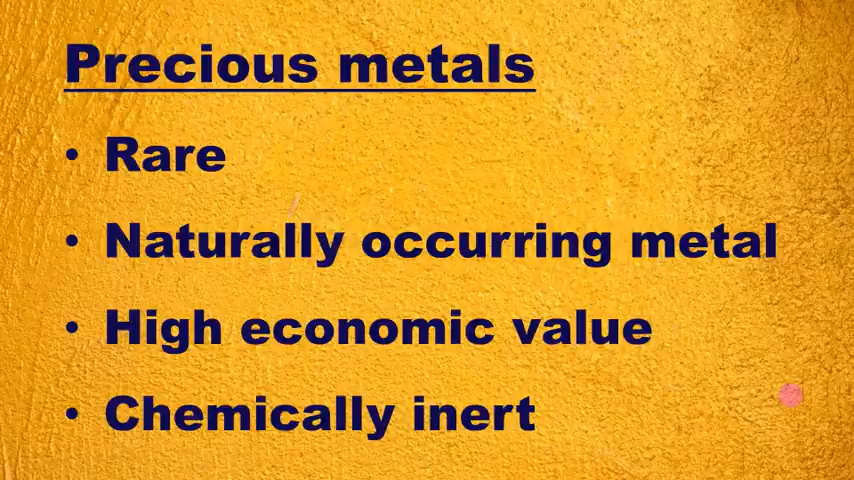 Precious metals
• Rare
• Naturally occurring metal
• High economic value
• Chemically inert